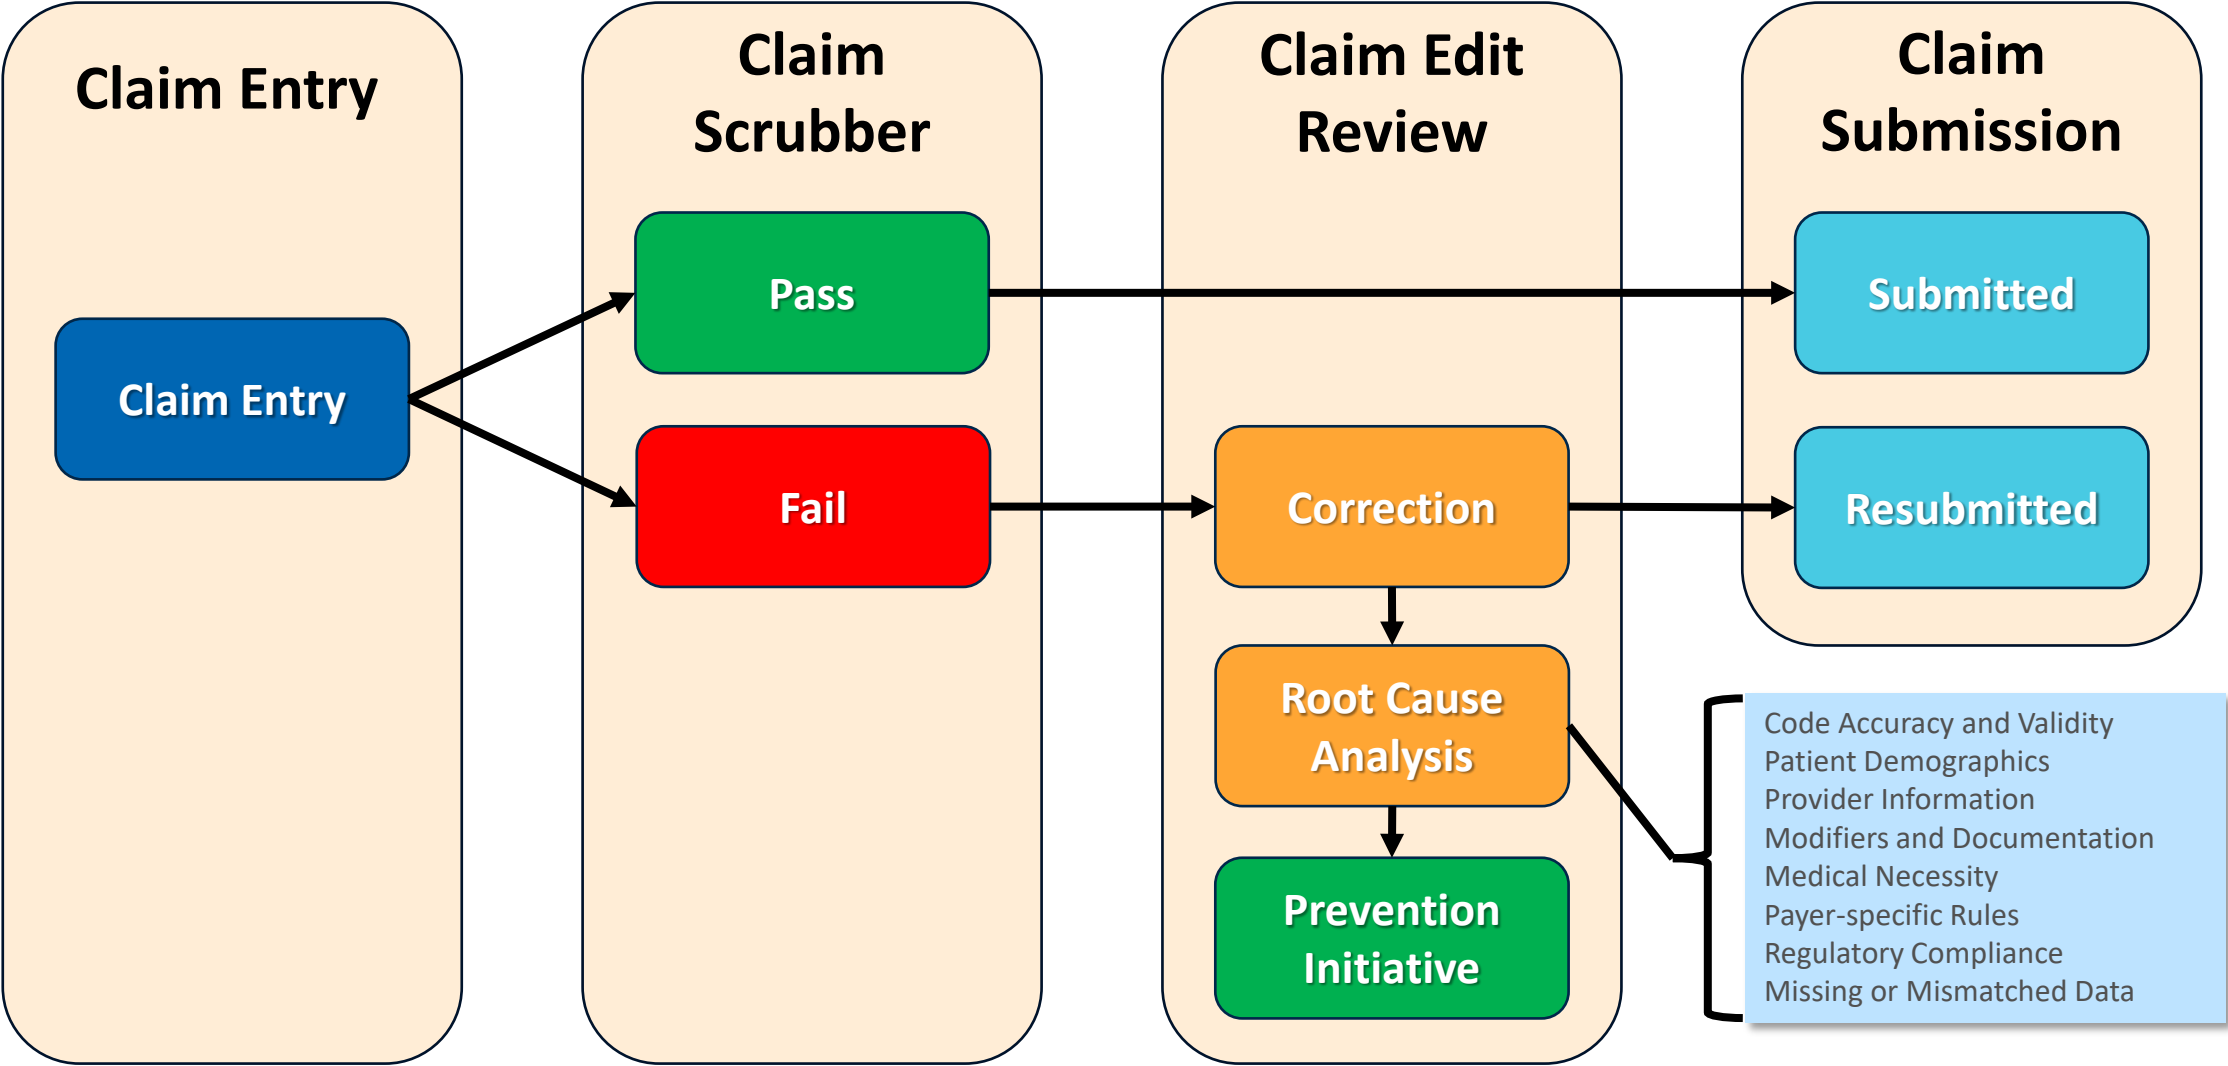 Claim Entry
Claim
Scrubber
Claim Edit
Review
Claim
Submission
Claim Entry
Pass
Fail
Correction
Root Cause
Analysis
Prevention
Initiative
Submitted
Resubmitted
Code Accuracy and Validity
Patient Demographics
Provider Information
Modifiers and Documentation
Medical Necessity
Payer-specific Rules
Regulatory Compliance
Missing or Mismatched Data